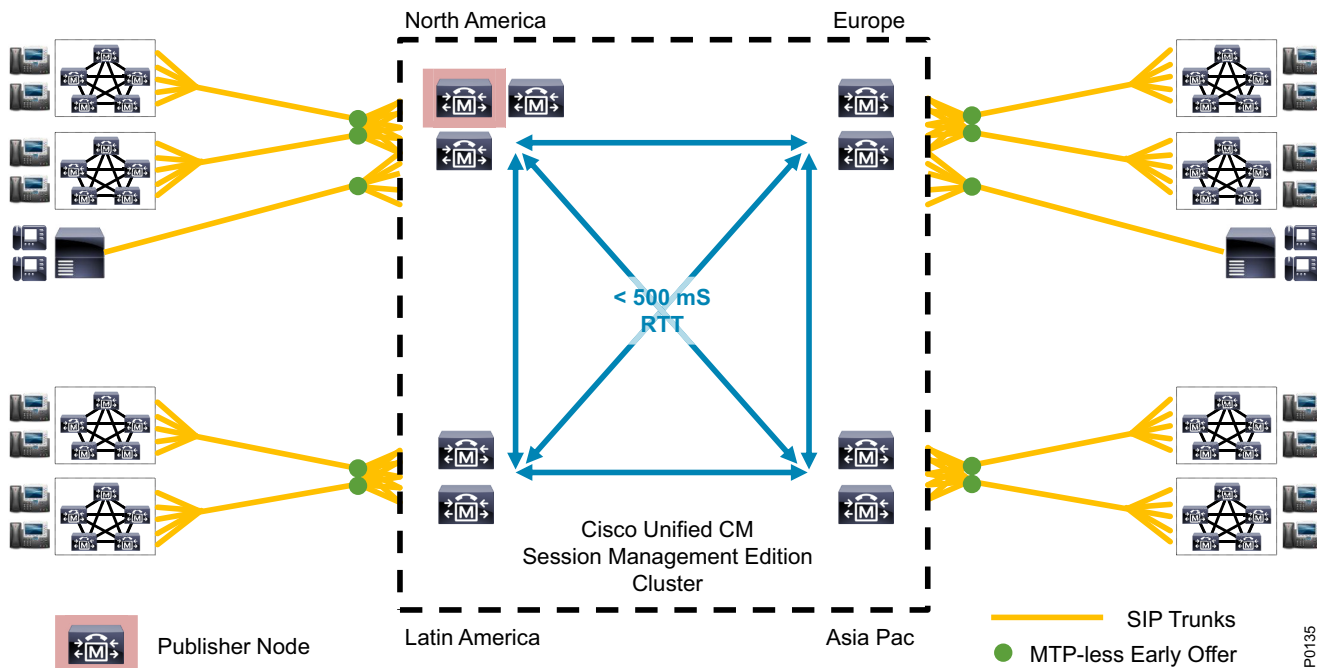 North America
Europe
< 500 mS
RTT
Cisco Unified CM
Session Management Edition
Cluster
Latin America
Asia Pac
Publisher Node
SIP Trunks
MTP-less Early Offer
P0135
M
M
M
M
M
M
M
M
M
M